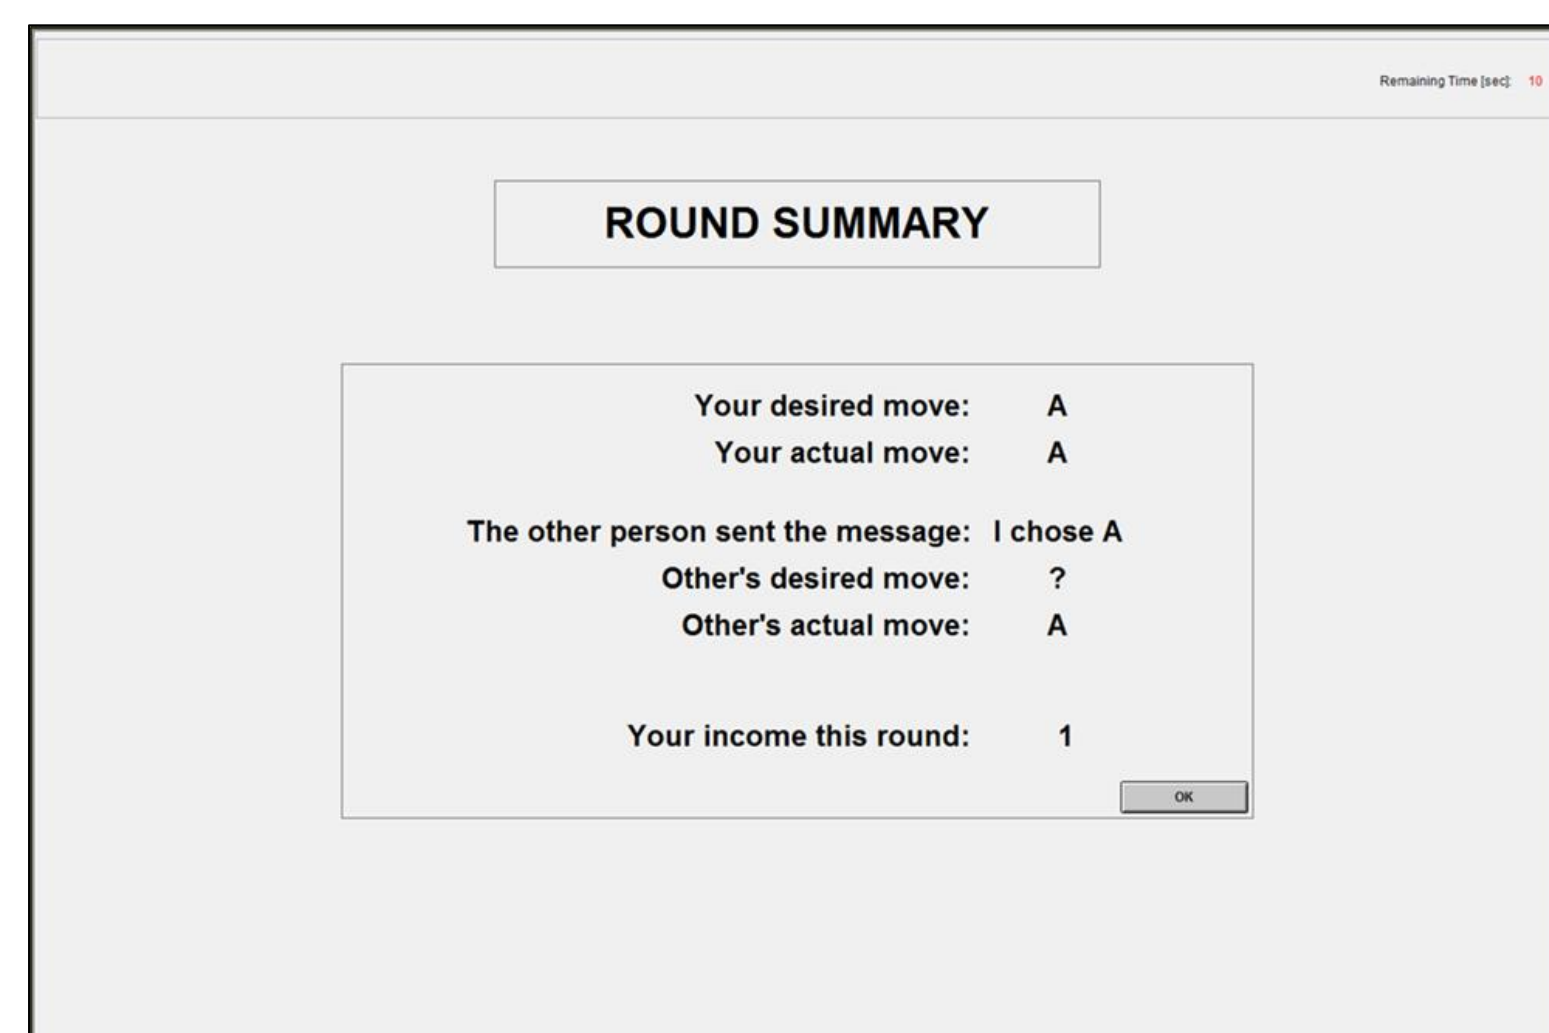 Remaining Time [sec]: 10
ROUND SUMMARY
Your desired move: A
Your actual move: A
The other person sent the message: I chose A
Other's desired move: ?
Other's actual move: A
Your income this round: 1
OK